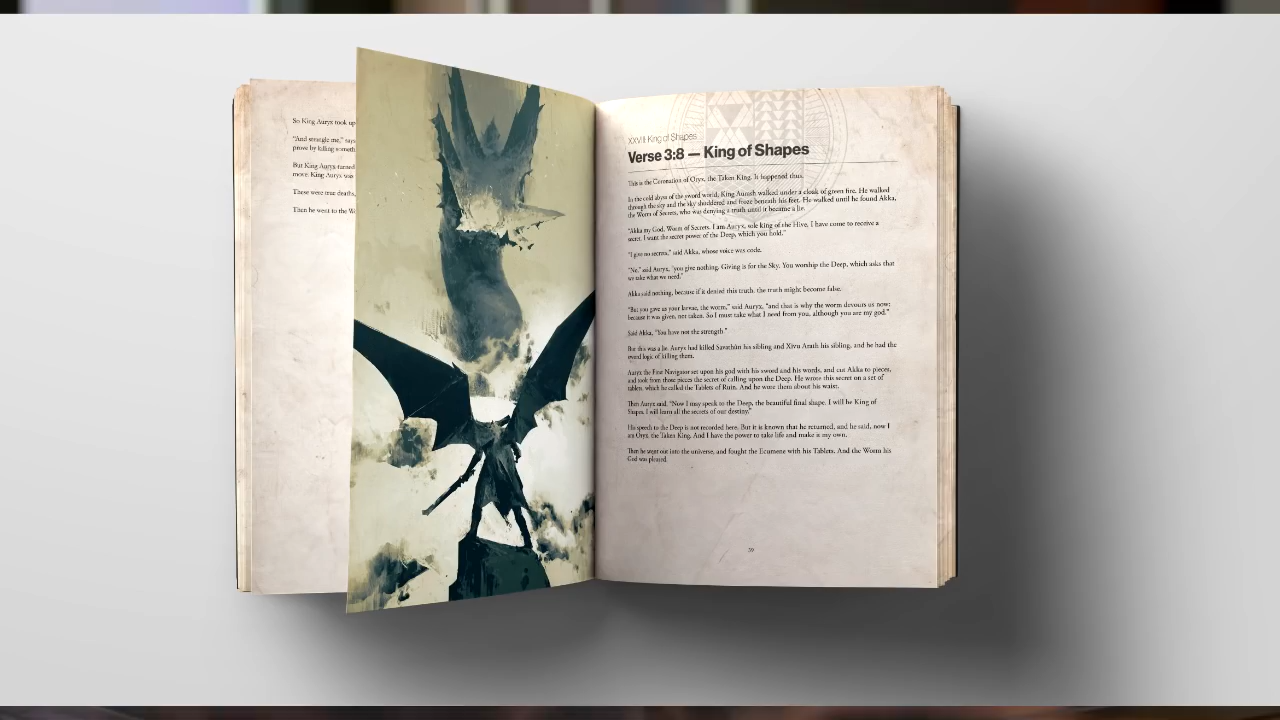 So King Auryx took up
"And strangle me," says
prove by killing someth
But King Auryx turned
move. King Auryx was
These were true deaths,
Then he went to the Wo
XXVIII King of Shapes
Verse 3:8 — King of Shapes
This is the Coronation of Oryx, the Taken King. It happened thus.
In the cold abyss of the sword world, King Aurash walked under a cloak of green fire. He walked
through the sky and the sky shuddered and froze beneath his feet. He walked until he found Akka,
the Worm of Secrets, who was denying a truth until it became a lie.
"Akka my God, Worm of Secrets. I am Auryx, sole king of the Hive. I have come to receive a
secret. I want the secret power of the Deep, which you hold."
"I give no secrets," said Akka, whose voice was code.
"No," said Auryx, "you give nothing. Giving is for the Sky. You worship the Deep, which asks that
we take what we need."
Akka said nothing, because if it denied this truth, the truth might become false.
"But you gave us your larvae, the worm," said Auryx, "and that is why the worm devours us now:
because it was given, not taken. So I must take what I need from you, although you are my god."
Said Akka, "You have not the strength."
But this was a lie. Auryx had killed Savathûn his sibling and Xivu Arath his sibling, and he had the
sword logic of killing them.
Auryx the First Navigator set upon his god with his sword and his words, and cut Akka to pieces,
and took from those pieces the secret of calling upon the Deep. He wrote this secret on a set of
tablets, which he called the Tablets of Ruin. And he wore them about his waist.
Then Auryx said, "Now I may speak to the Deep, the beautiful final shape. I will be King of
Shapes. I will learn all the secrets of our destiny."
His speech to the Deep is not recorded here. But it is known that he returned, and he said, now I
am Oryx, the Taken King. And I have the power to take life and make is my own.
Then he went out into the universe, and fought the Ecumene with his Tablets. And the Worm his
God was pleased.